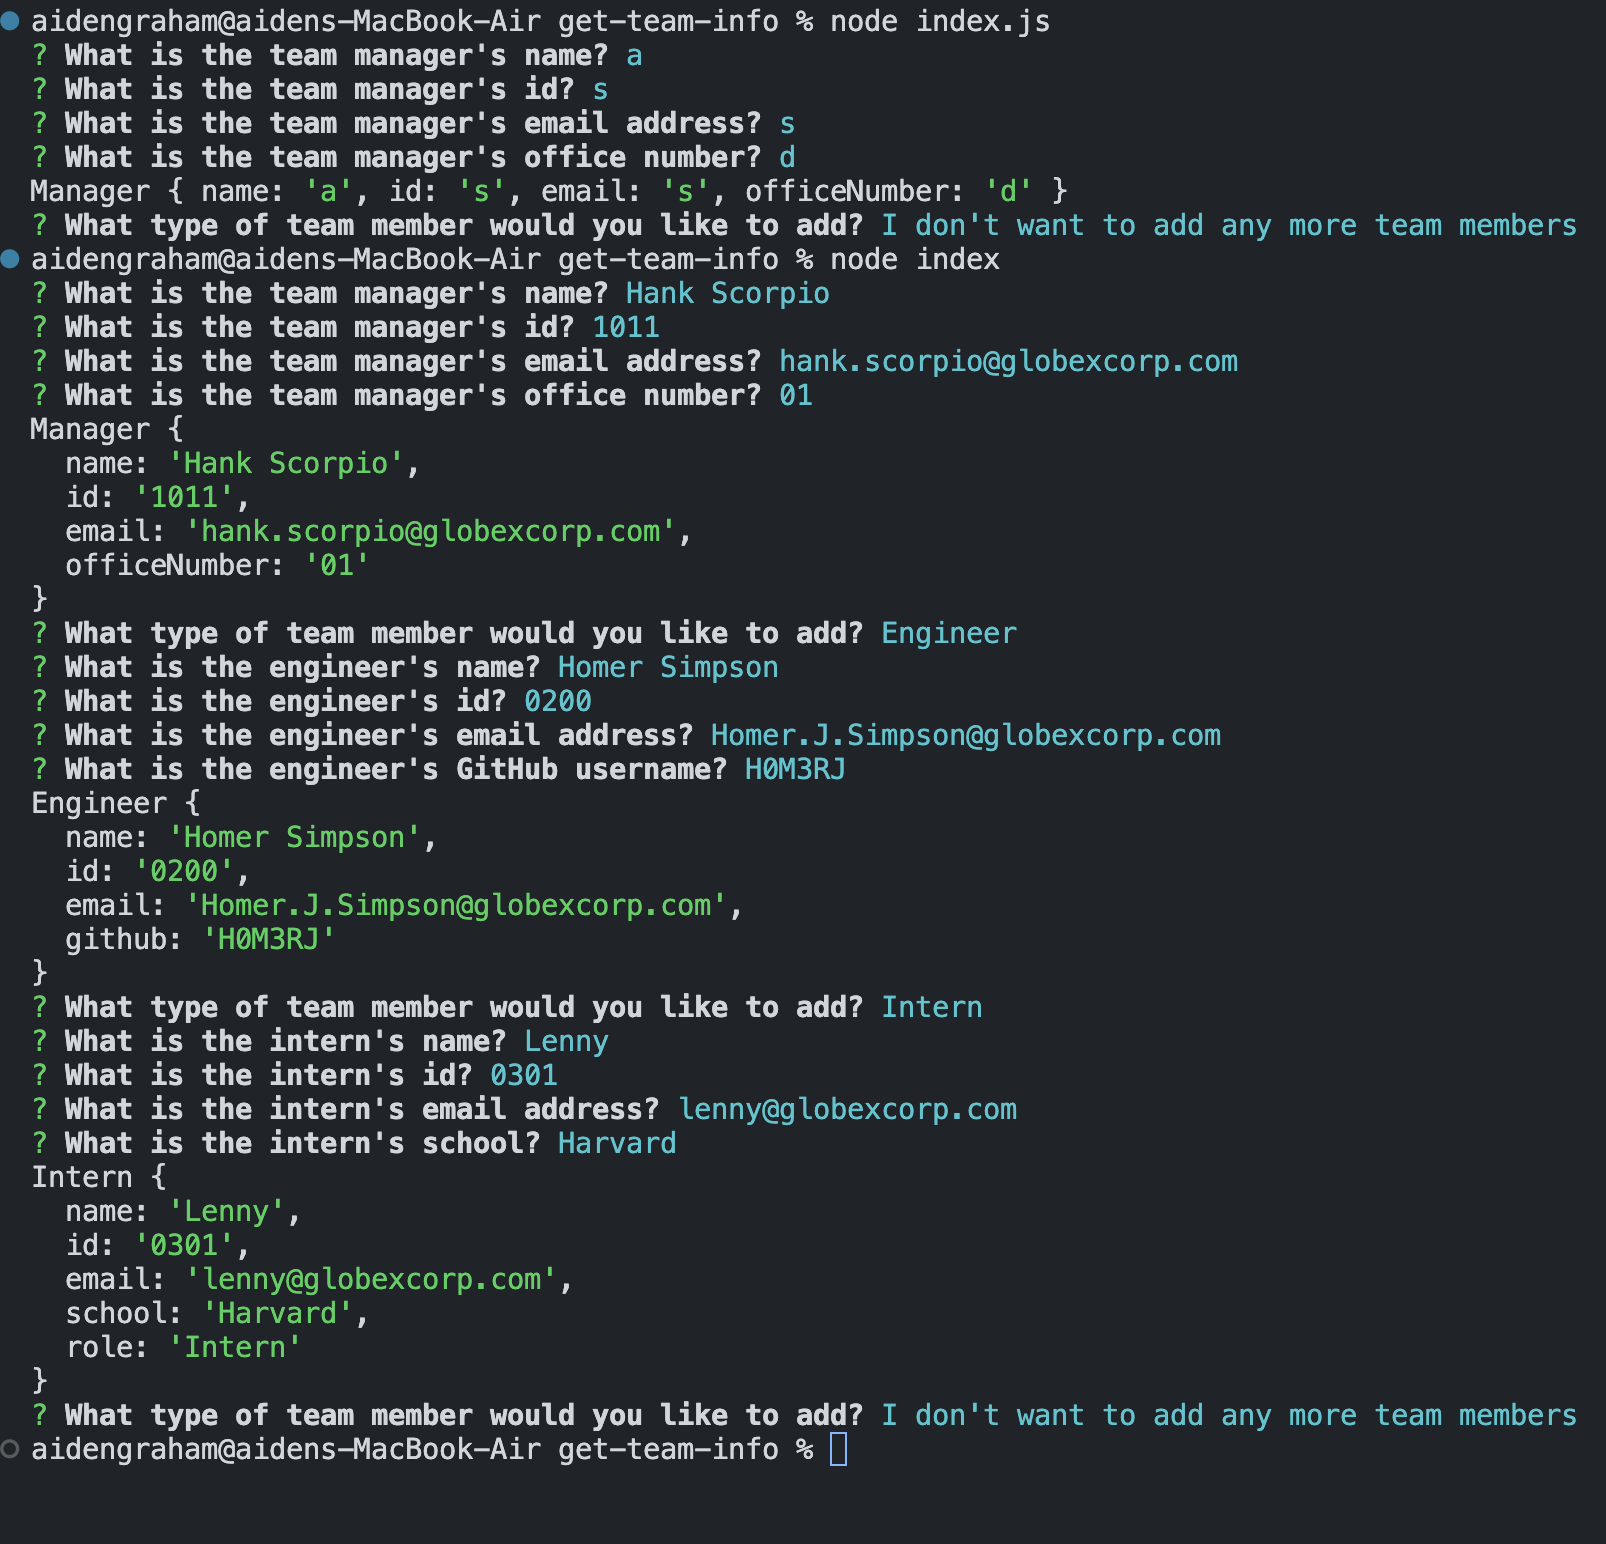 aidengraham@aidens-MacBook-Air get-team-info % node index.js
? What is the team manager's name? a
? What is the team manager's id? s
? What is the team manager's email address? s
? What is the team manager's office number? d
Manager { name: 'a', id: 's', email: 's', officeNumber: 'd' }
? What type of team member would you like to add? I don't want to add any more team members
aidengraham@aidens-MacBook-Air get-team-info % node index
? What is the team manager's name? Hank Scorpio
? What is the team manager's id? 1011
? What is the team manager's email address? hank.scorpio@globexcorp.com
? What is the team manager's office number? 01
Manager {
  name: 'Hank Scorpio',
  id: '1011',
  email: 'hank.scorpio@globexcorp.com',
  officeNumber: '01'
}
? What type of team member would you like to add? Engineer
? What is the engineer's name? Homer Simpson
? What is the engineer's id? 0200
? What is the engineer's email address? Homer.J.Simpson@globexcorp.com
? What is the engineer's GitHub username? H0M3RJ
Engineer {
  name: 'Homer Simpson',
  id: '0200',
  email: 'Homer.J.Simpson@globexcorp.com',
  github: 'H0M3RJ'
}
? What type of team member would you like to add? Intern
? What is the intern's name? Lenny
? What is the intern's id? 0301
? What is the intern's email address? lenny@globexcorp.com
? What is the intern's school? Harvard
Intern {
  name: 'Lenny',
  id: '0301',
  email: 'lenny@globexcorp.com',
  school: 'Harvard',
  role: 'Intern'
}
? What type of team member would you like to add? I don't want to add any more team members
aidengraham@aidens-MacBook-Air get-team-info %